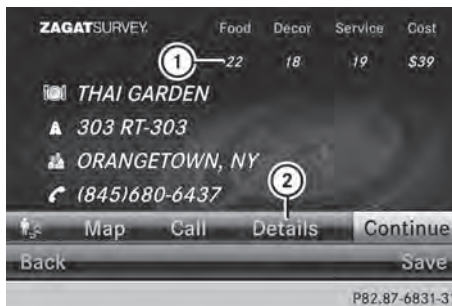 ZAGATSURVEY. Food Decor Service Cost
1 22 18 19 $39
THAI GARDEN
A 303 RT-303
ORANGETOWN, NY
2
(845)680-6437
Map Call Details Continue
Back Save
P82.87-6831-31